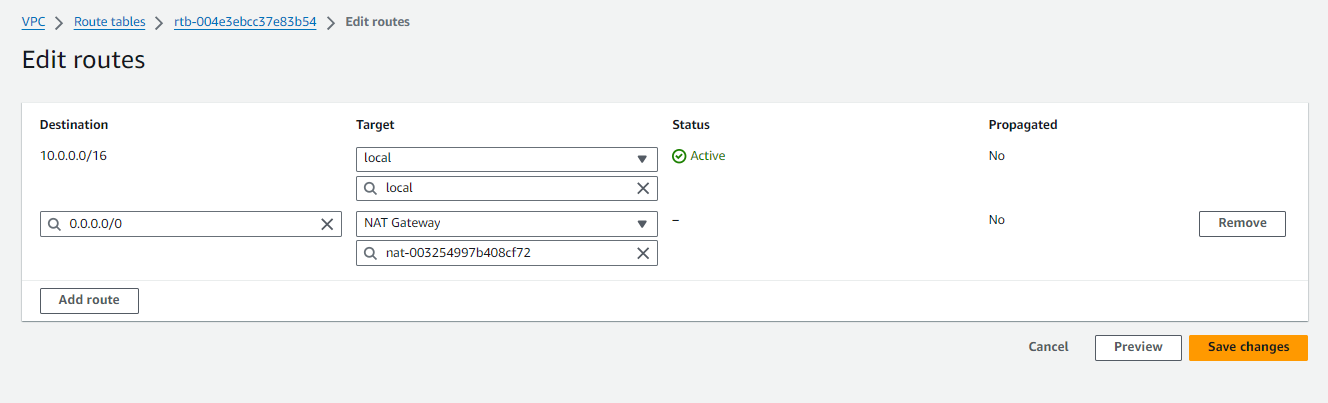 VPC > Route tables > rtb-004e3ebcc37e83b54 > Edit routes
Edit routes
Destination Target Status Propagated
10.0.0.0/16 local Active No
local
0.0.0.0/0 NAT Gateway – No Remove
nat-003254997b408cf72
Add route
Cancel Preview Save changes